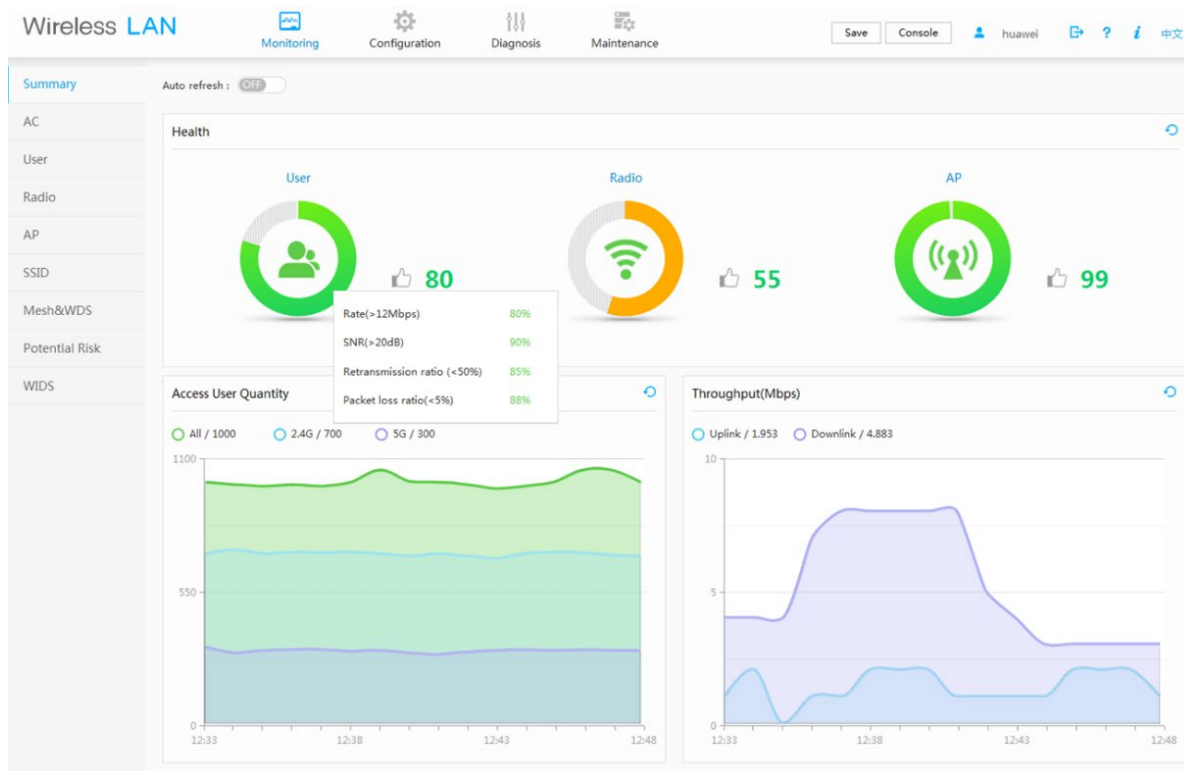 Wireless LAN
Monitoring
Configuration
Diagnosis
Maintenance
Save
Console
huawei
?
i
中文
Summary
AC
User
Radio
AP
SSID
Mesh&WDS
Potential Risk
WIDS
Auto refresh : OFF
Health
User
Radio
AP
80
55
99
Rate(>12Mbps) 80%
SNR(>20dB) 90%
Retransmission ratio (<50%) 85%
Packet loss ratio(<5%) 88%
Access User Quantity
All / 1000
2.4G / 700
5G / 300
1100
550
0
12:33
12:38
12:43
12:48
Throughput(Mbps)
Uplink / 1.953
Downlink / 4.883
10
5
0
12:33
12:38
12:43
12:48